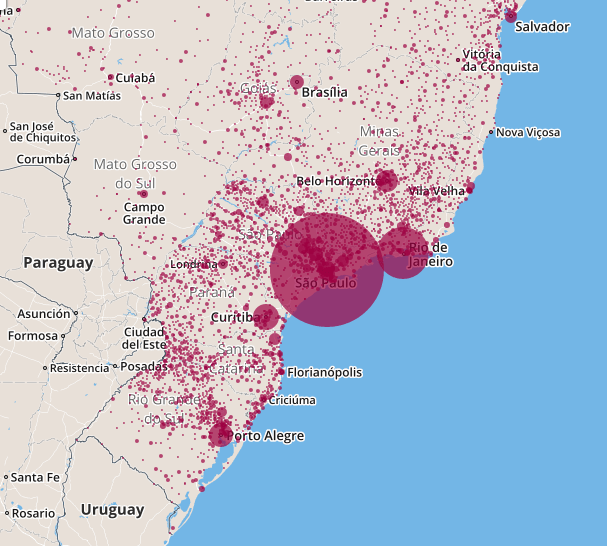 Salvador
Mato Grosso
Vitória
da Conquista
Cuiabá
Goiás
Brasília
San Matías
San José
de Chiquitos
Minas
Gerais
Nova Viçosa
Corumbá
Mato Grosso
do Sul
Belo Horizonte
Vila Velha
Campo
Grande
São Paulo
Rio de
Janeiro
Paraguay
Londrina
São Paulo
Paraná
Asunción
Curitiba
Formosa
Ciudad
del Este
Santa
Catarina
Resistencia
Posadas
Florianópolis
Rio Grande
do Sul
Criciúma
Porto Alegre
Santa Fe
Uruguay
Rosario